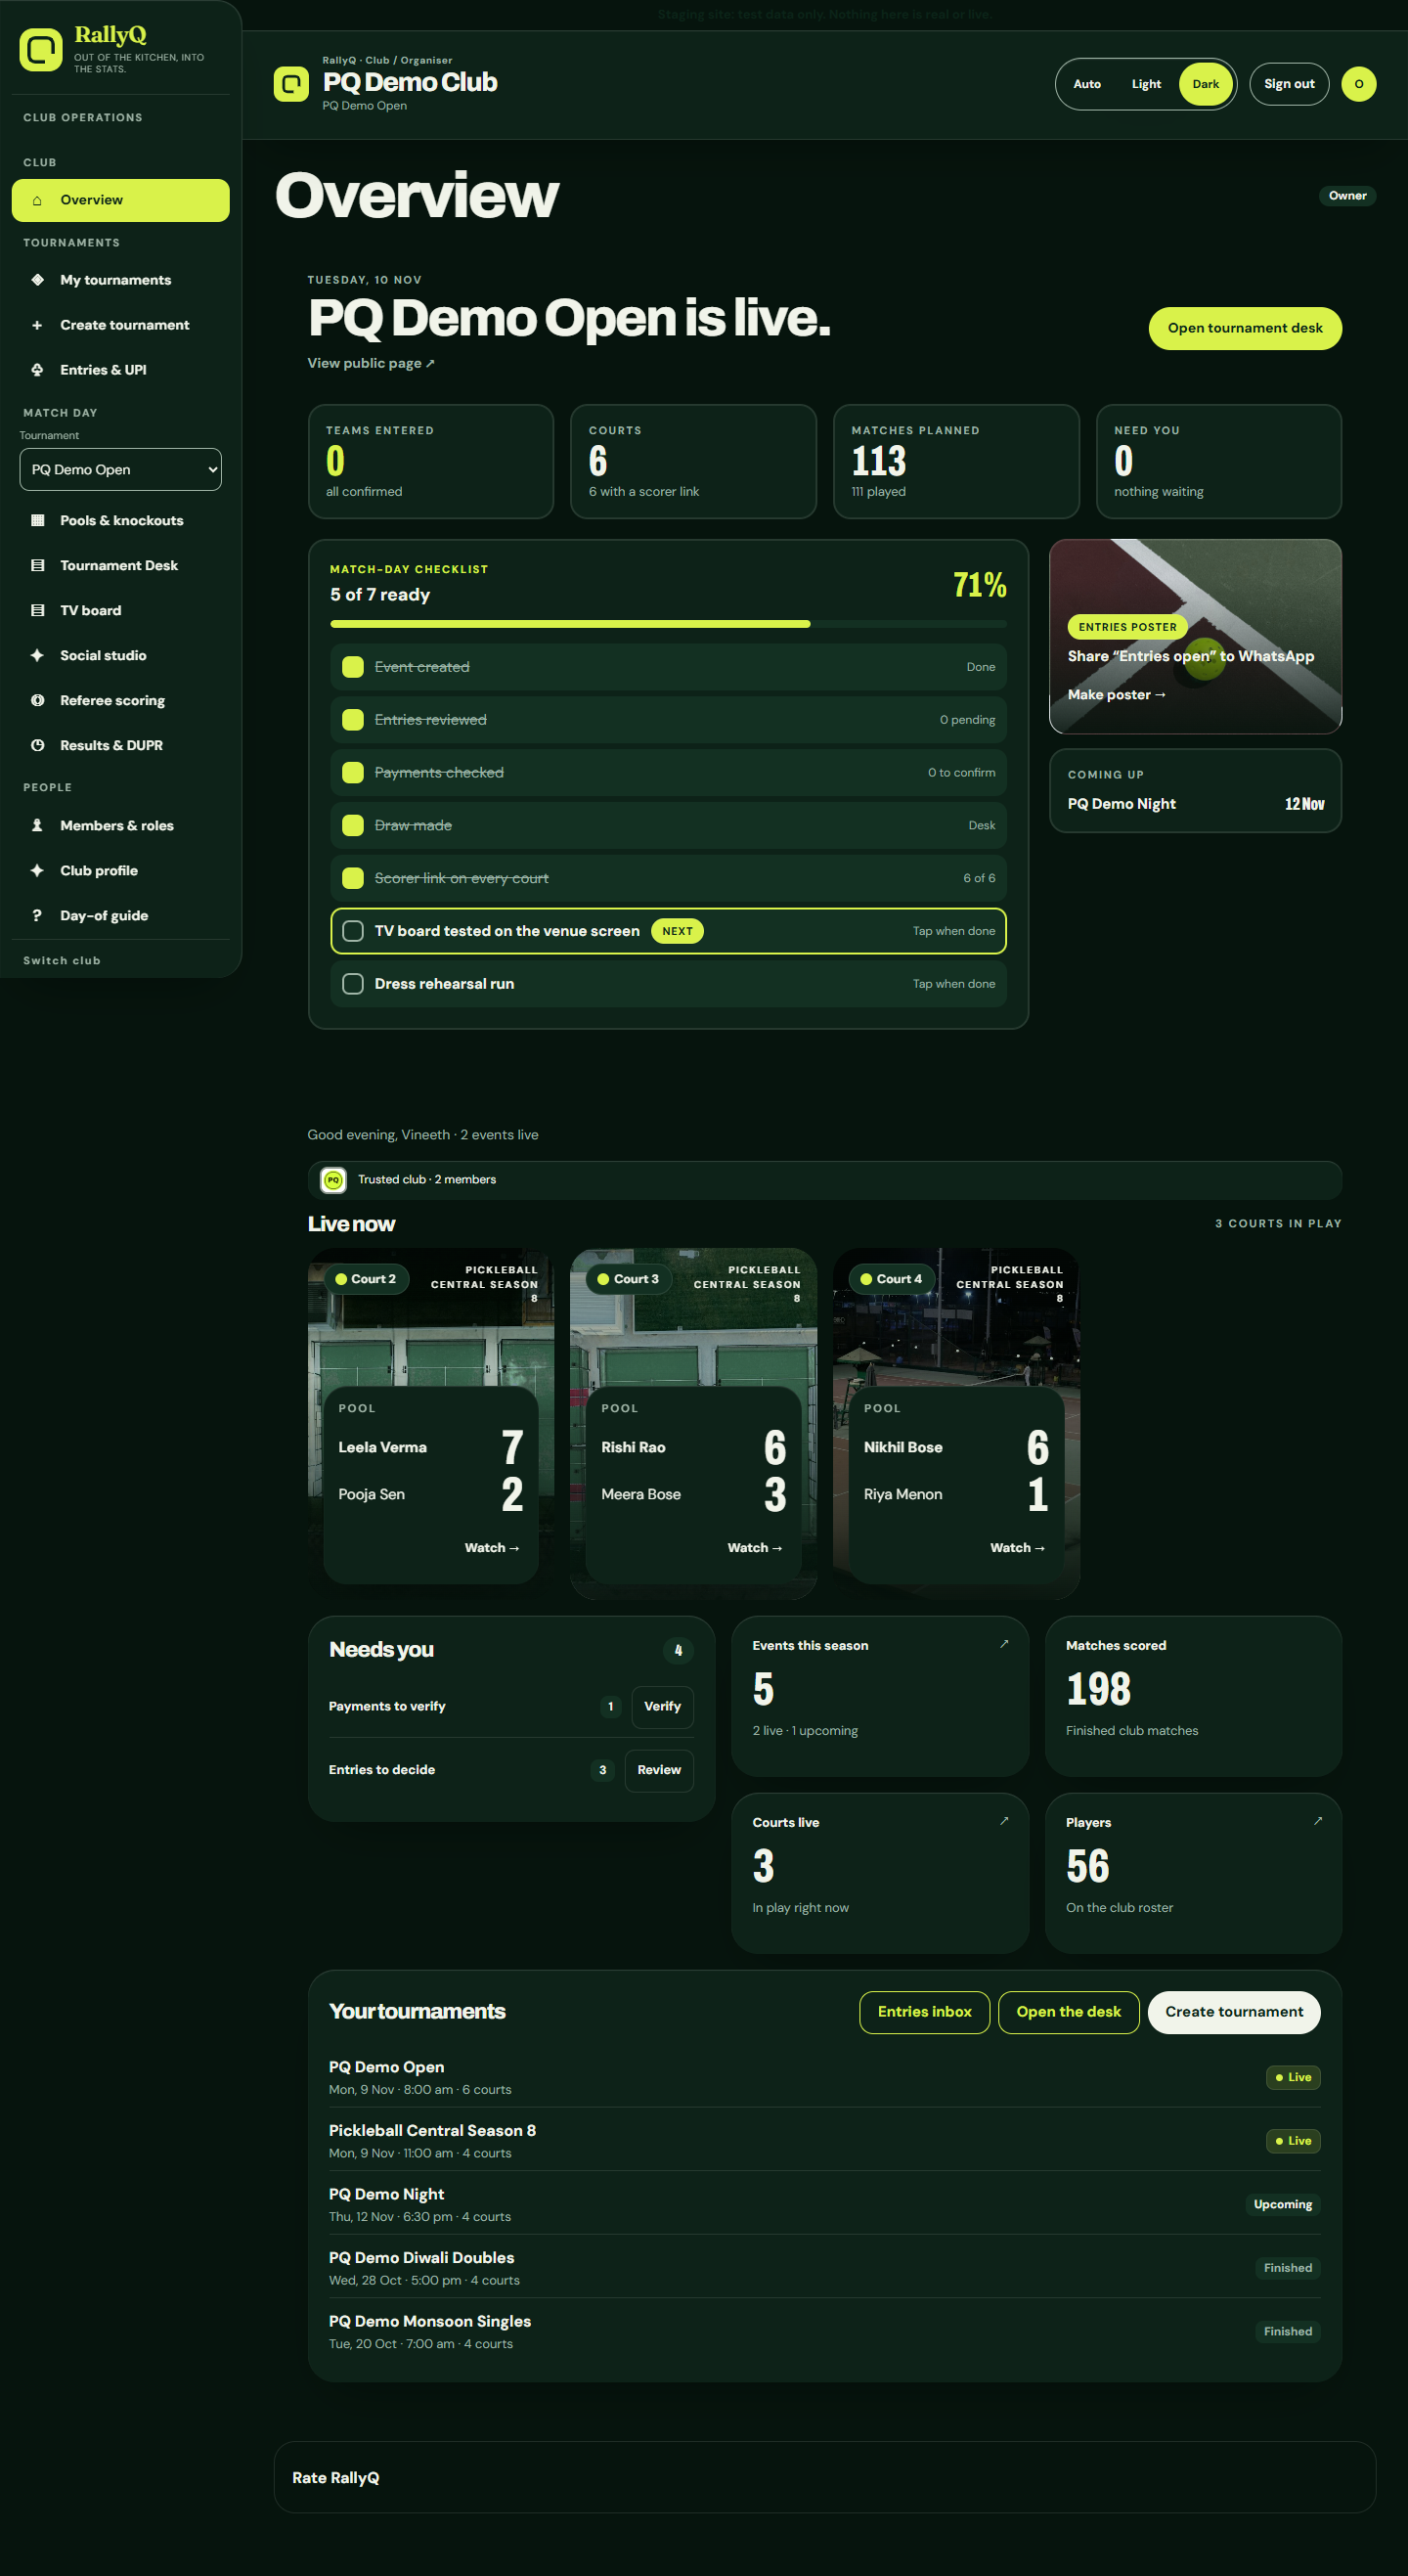 Staging site: test data only. Nothing here is real or live.
RallyQ
OUT OF THE KITCHEN, INTO
THE STATS.
CLUB OPERATIONS
CLUB
Overview
TOURNAMENTS
My tournaments
Create tournament
Entries & UPI
MATCH DAY
Tournament
PQ Demo Open
Pools & knockouts
Tournament Desk
TV board
Social studio
Referee scoring
Results & DUPR
PEOPLE
Members & roles
Club profile
Day-of guide
Switch club
RallyQ · Club / Organiser
PQ Demo Club
PQ Demo Open
Auto
Light
Dark
Sign out
O
Overview
Owner
TUESDAY, 10 NOV
PQ Demo Open is live.
View public page ↗
Open tournament desk
TEAMS ENTERED
0
all confirmed
COURTS
6
6 with a scorer link
MATCHES PLANNED
113
111 played
NEED YOU
0
nothing waiting
MATCH-DAY CHECKLIST
5 of 7 ready
71%
Event created
Done
Entries reviewed
0 pending
Payments checked
0 to confirm
Draw made
Desk
Scorer link on every court
6 of 6
TV board tested on the venue screen NEXT
Tap when done
Dress rehearsal run
Tap when done
ENTRIES POSTER
Share “Entries open” to WhatsApp
Make poster →
COMING UP
PQ Demo Night
12 Nov
Good evening, Vineeth · 2 events live
PQ
Trusted club · 2 members
Live now
3 COURTS IN PLAY
Court 2
PICKLEBALL
CENTRAL SEASON
8
POOL
Leela Verma 7
Pooja Sen 2
Watch →
Court 3
PICKLEBALL
CENTRAL SEASON
8
POOL
Rishi Rao 6
Meera Bose 3
Watch →
Court 4
PICKLEBALL
CENTRAL SEASON
8
POOL
Nikhil Bose 6
Riya Menon 1
Watch →
Needs you
4
Payments to verify 1 Verify
Entries to decide 3 Review
Events this season ↗
5
2 live · 1 upcoming
Matches scored
198
Finished club matches
Courts live ↗
3
In play right now
Players ↗
56
On the club roster
Your tournaments
Entries inbox
Open the desk
Create tournament
PQ Demo Open
Mon, 9 Nov · 8:00 am · 6 courts
Live
Pickleball Central Season 8
Mon, 9 Nov · 11:00 am · 4 courts
Live
PQ Demo Night
Thu, 12 Nov · 6:30 pm · 4 courts
Upcoming
PQ Demo Diwali Doubles
Wed, 28 Oct · 5:00 pm · 4 courts
Finished
PQ Demo Monsoon Singles
Tue, 20 Oct · 7:00 am · 4 courts
Finished
Rate RallyQ